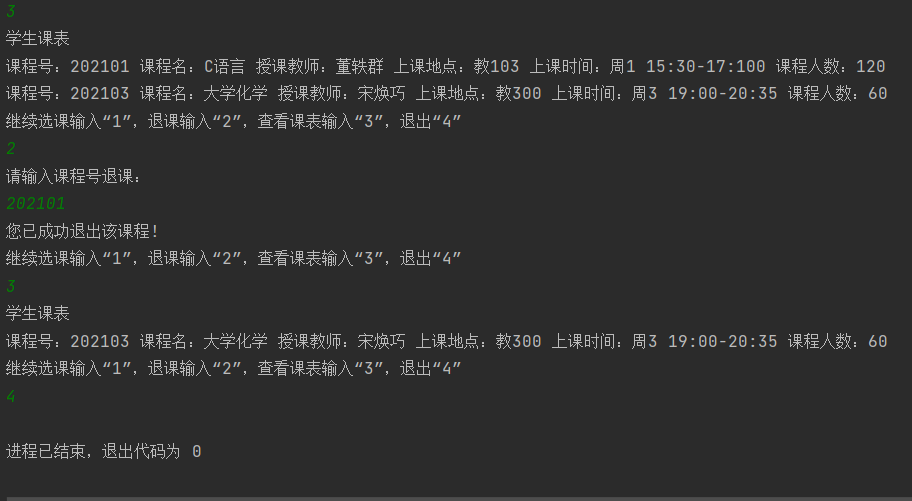 3
学生课表
课程号：202101 课程名：C语言 授课教师：董轶群 上课地点：教103 上课时间：周1 15:30-17:100 课程人数：120
课程号：202103 课程名：大学化学 授课教师：宋焕巧 上课地点：教300 上课时间：周3 19:00-20:35 课程人数：60
继续选课输入“1”，退课输入“2”，查看课表输入“3”，退出“4”
2
请输入课程号退课：
202101
您已成功退出该课程！
继续选课输入“1”，退课输入“2”，查看课表输入“3”，退出“4”
3
学生课表
课程号：202103 课程名：大学化学 授课教师：宋焕巧 上课地点：教300 上课时间：周3 19:00-20:35 课程人数：60
继续选课输入“1”，退课输入“2”，查看课表输入“3”，退出“4”
4
进程已结束，退出代码为 0